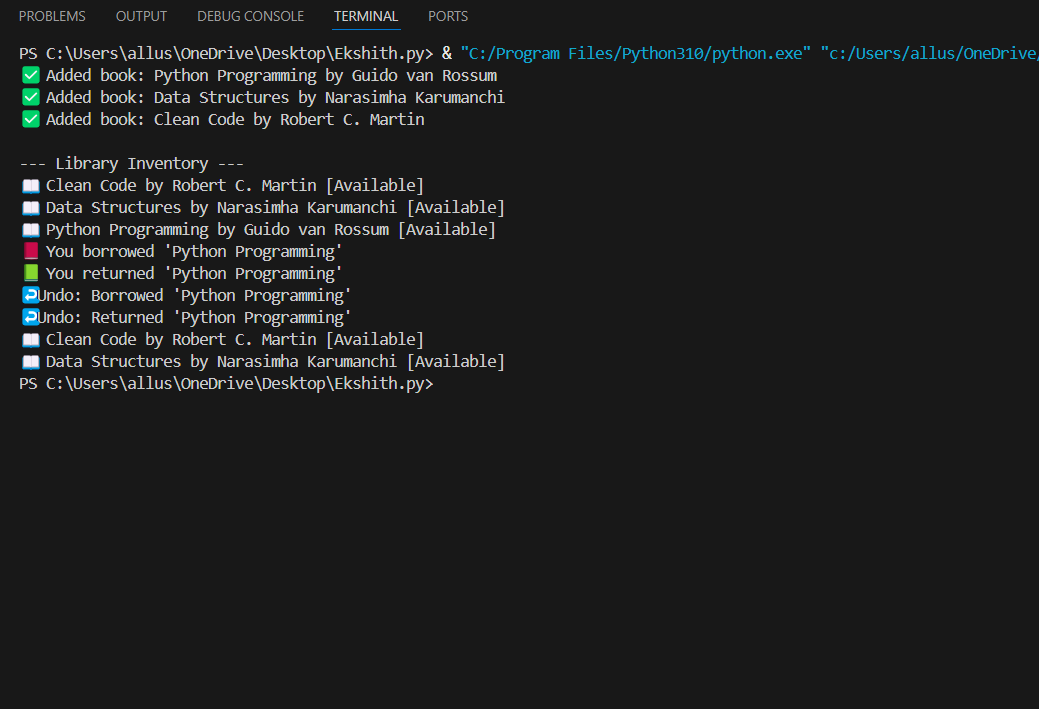 PROBLEMS OUTPUT DEBUG CONSOLE TERMINAL PORTS
PS C:\Users\allus\OneDrive\Desktop\Ekshith.py> & "C:/Program Files/Python310/python.exe" "c:/Users/allus/OneDrive/
✅ Added book: Python Programming by Guido van Rossum
✅ Added book: Data Structures by Narasimha Karumanchi
✅ Added book: Clean Code by Robert C. Martin
--- Library Inventory ---
📖 Clean Code by Robert C. Martin [Available]
📖 Data Structures by Narasimha Karumanchi [Available]
📖 Python Programming by Guido van Rossum [Available]
📕 You borrowed 'Python Programming'
📗 You returned 'Python Programming'
↩️Undo: Borrowed 'Python Programming'
↩️Undo: Returned 'Python Programming'
📖 Clean Code by Robert C. Martin [Available]
📖 Data Structures by Narasimha Karumanchi [Available]
PS C:\Users\allus\OneDrive\Desktop\Ekshith.py>